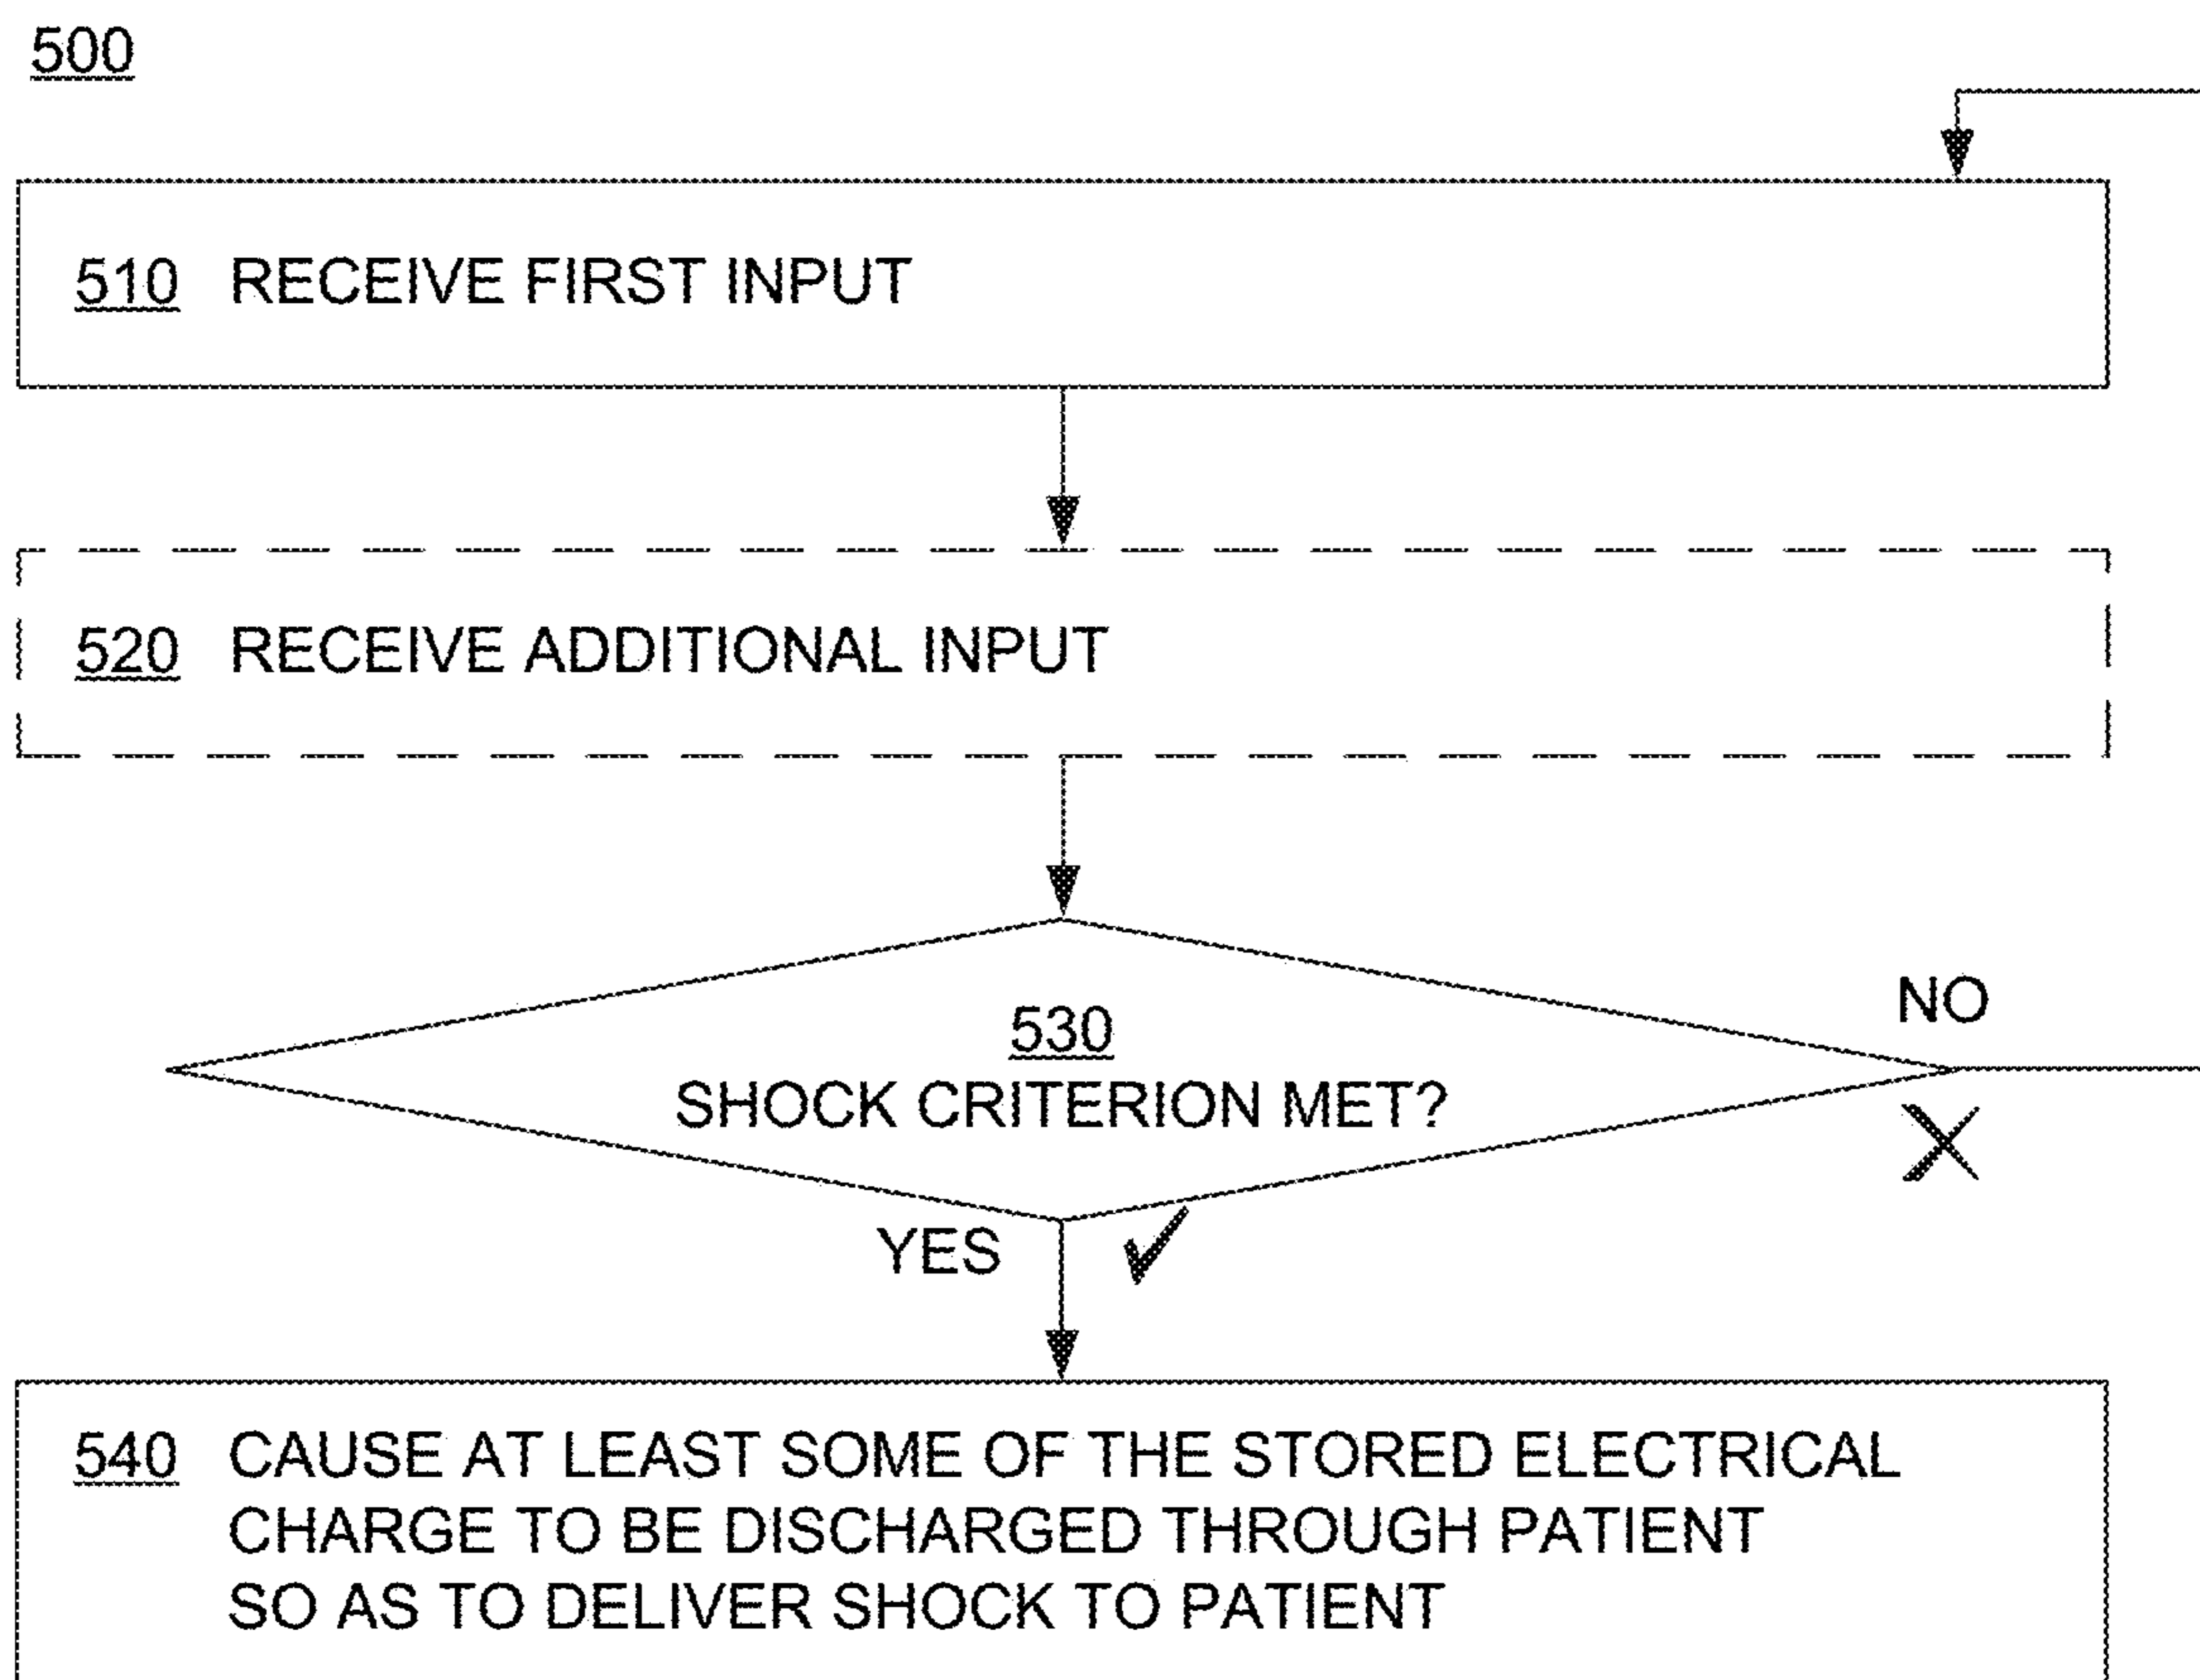 500
510 RECEIVE FIRST INPUT
520 RECEIVE ADDITIONAL INPUT
530
SHOCK CRITERION MET?
NO
YES
540 CAUSE AT LEAST SOME OF THE STORED ELECTRICAL
CHARGE TO BE DISCHARGED THROUGH PATIENT
SO AS TO DELIVER SHOCK TO PATIENT